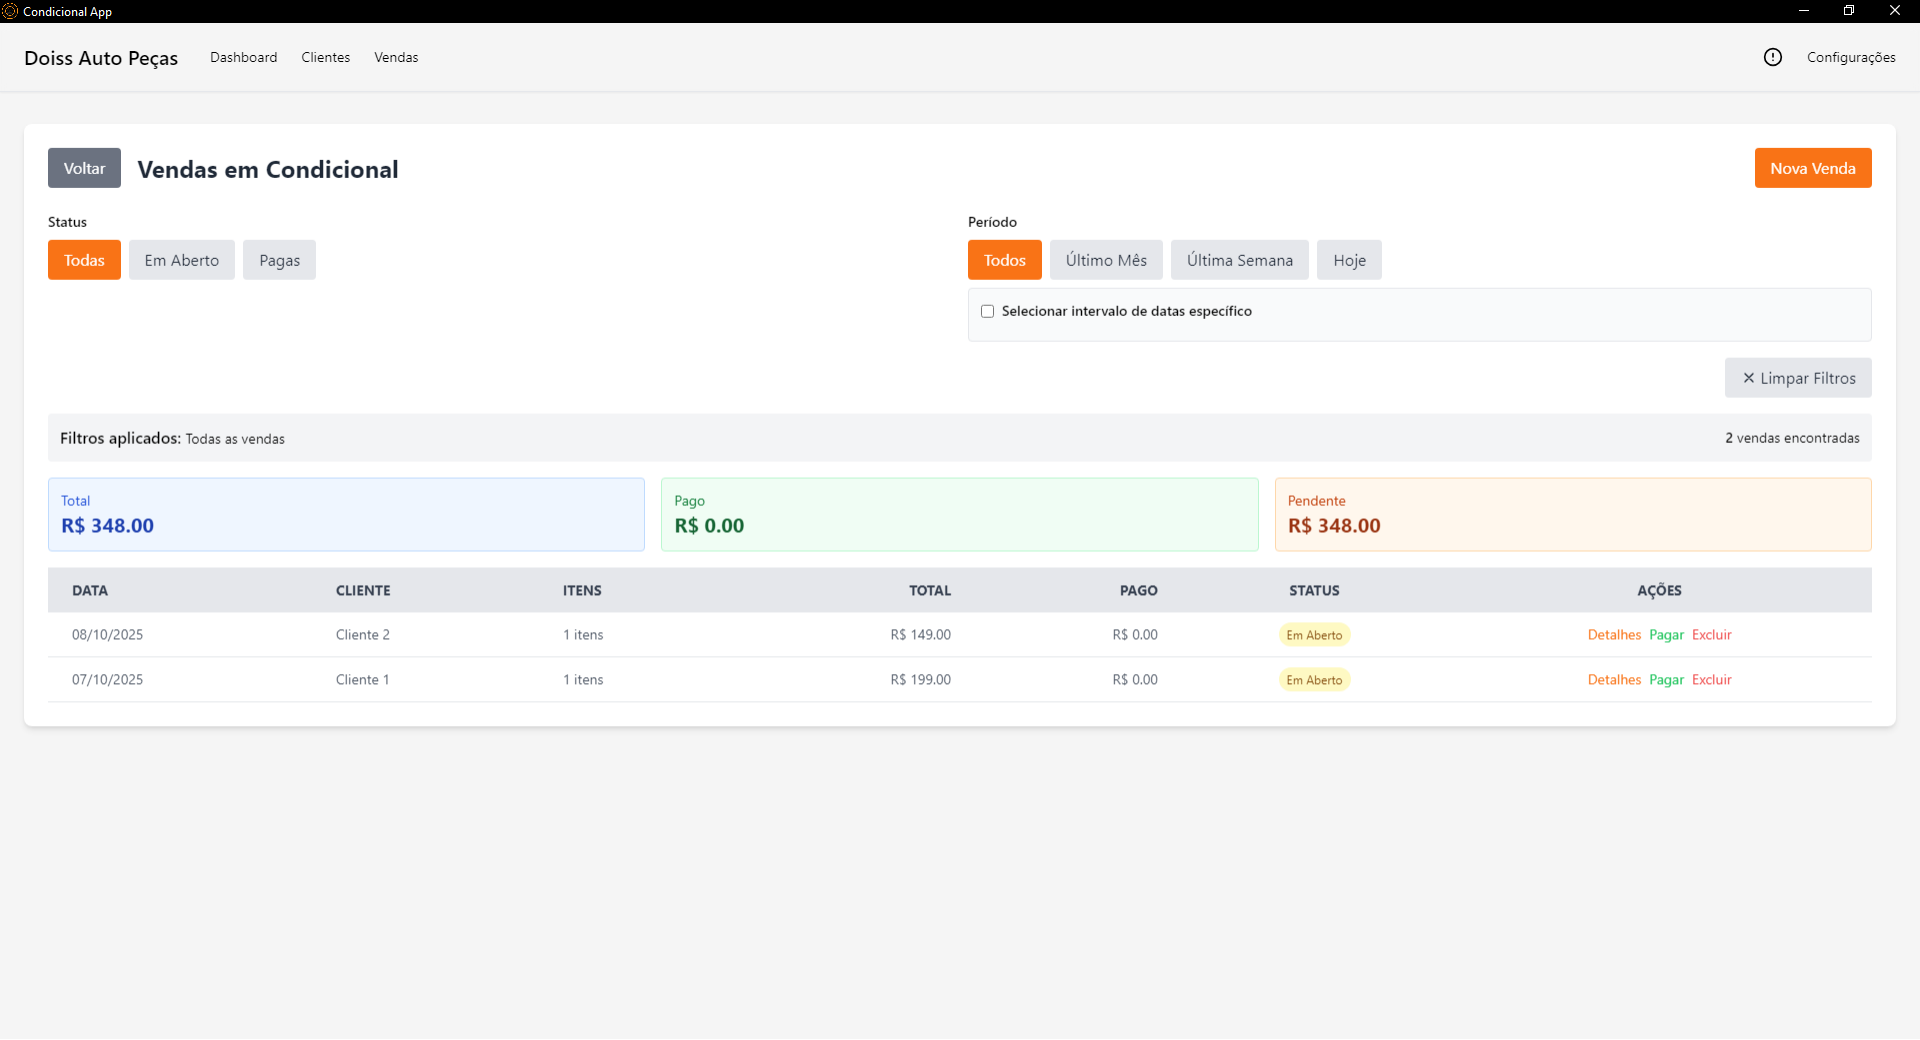 Condicional App
Doiss Auto Peças Dashboard Clientes Vendas Configurações
Voltar Vendas em Condicional Nova Venda
Status
Todas Em Aberto Pagas
Período
Todos Último Mês Última Semana Hoje
Selecionar intervalo de datas específico
✕ Limpar Filtros
Filtros aplicados: Todas as vendas 2 vendas encontradas
Total
R$ 348.00
Pago
R$ 0.00
Pendente
R$ 348.00
DATA CLIENTE ITENS TOTAL PAGO STATUS AÇÕES
08/10/2025 Cliente 2 1 itens R$ 149.00 R$ 0.00 Em Aberto Detalhes Pagar Excluir
07/10/2025 Cliente 1 1 itens R$ 199.00 R$ 0.00 Em Aberto Detalhes Pagar Excluir